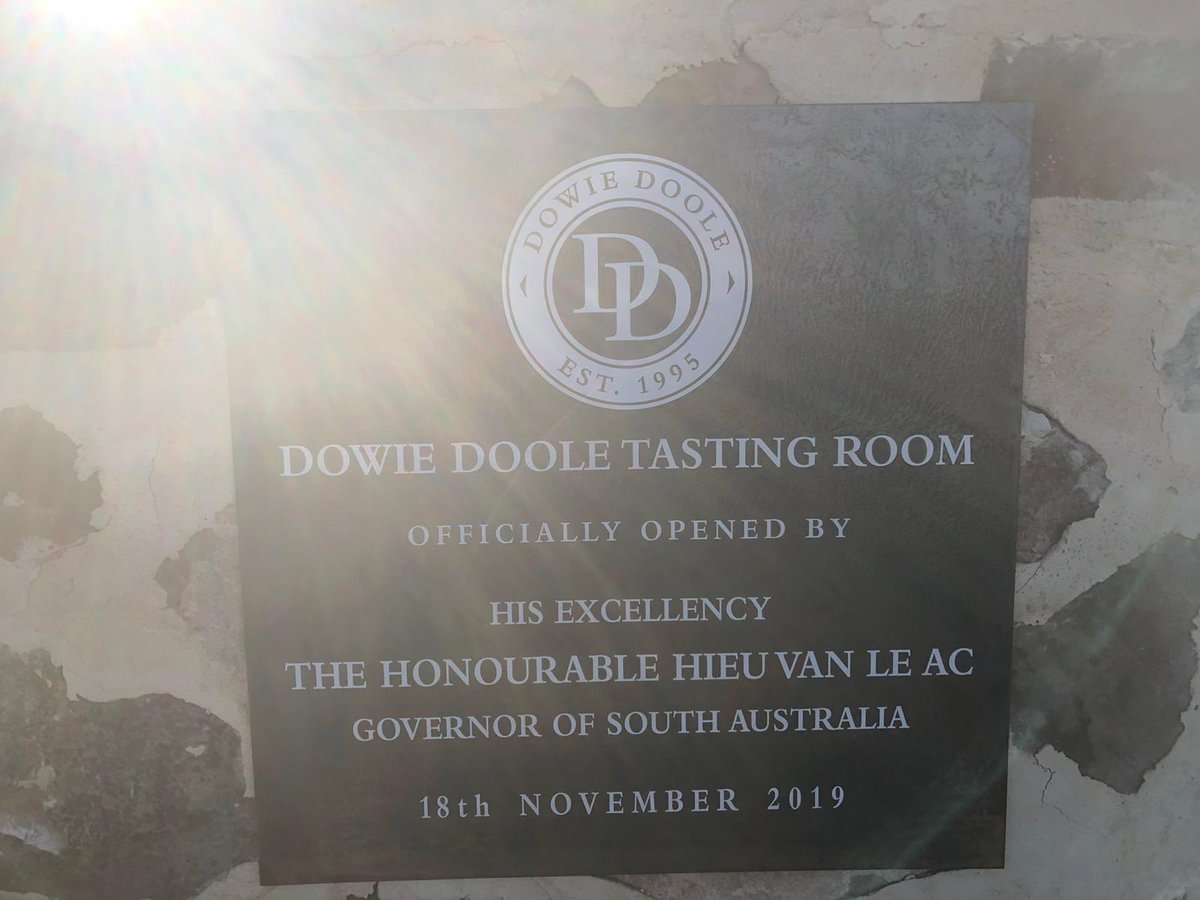 DOWIE DOOLE
DD
EST. 1995
DOWIE DOOLE TASTING ROOM
OFFICIALLY OPENED BY
HIS EXCELLENCY
THE HONOURABLE HIEU VAN LE AC
GOVERNOR OF SOUTH AUSTRALIA
18th NOVEMBER 2019